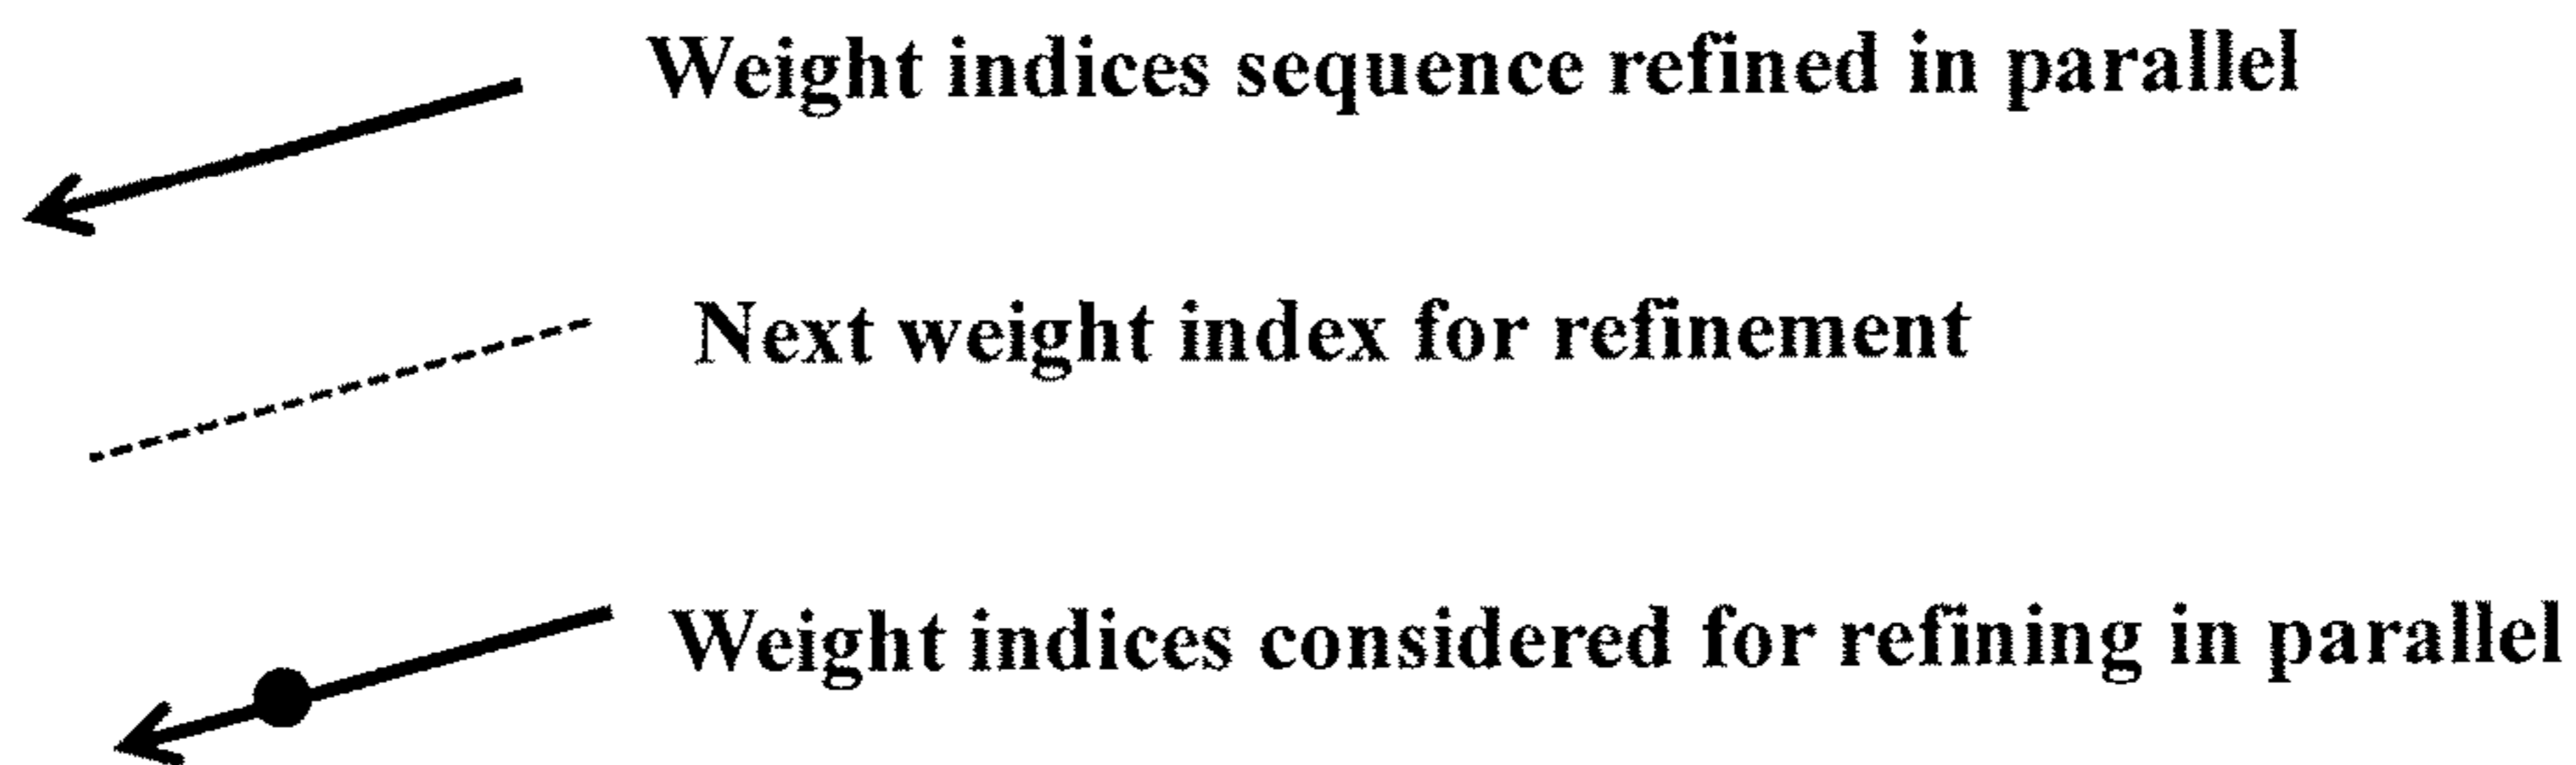 Weight indices sequence refined in parallel
Next weight index for refinement
Weight indices considered for refining in parallel